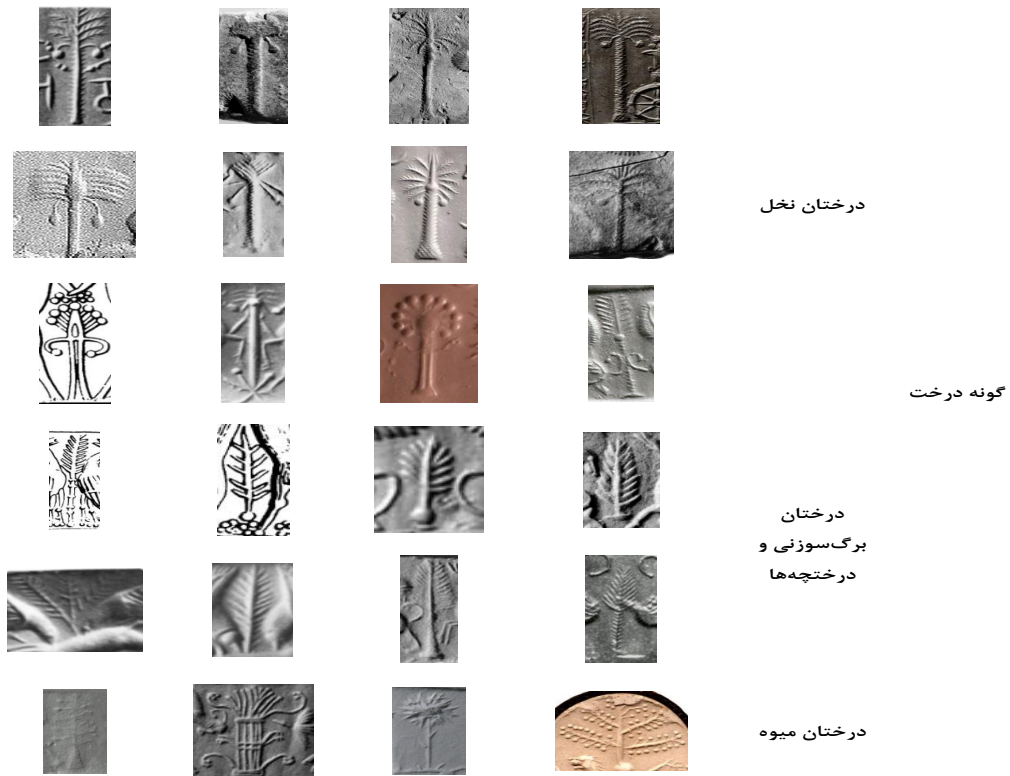 درختان نخل
گونه درخت
درختان
برگ‌سوزنی و
درختچه‌ها
درختان میوه